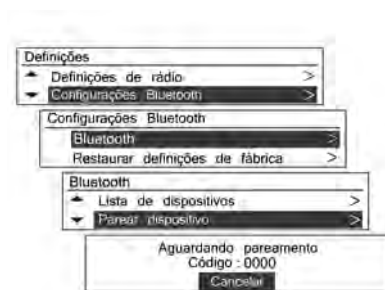 Definições
Definições de rádio >
Configurações Bluetooth >
Configurações Bluetooth
Bluetooth >
Restaurar definições de fábrica >
Bluetooth
Lista de dispositivos >
Parear dispositivo >
Aguardando pareamento
Código : 0000
Cancelar